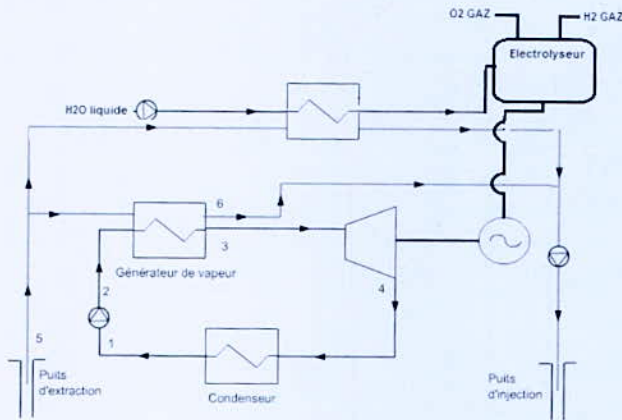 O2 GAZ
H2 GAZ
Electrolyseur
H2O liquide
6
3
Générateur de vapeur
2
4
1
5
Puits
d'extraction
Condenseur
Puits
d'injection